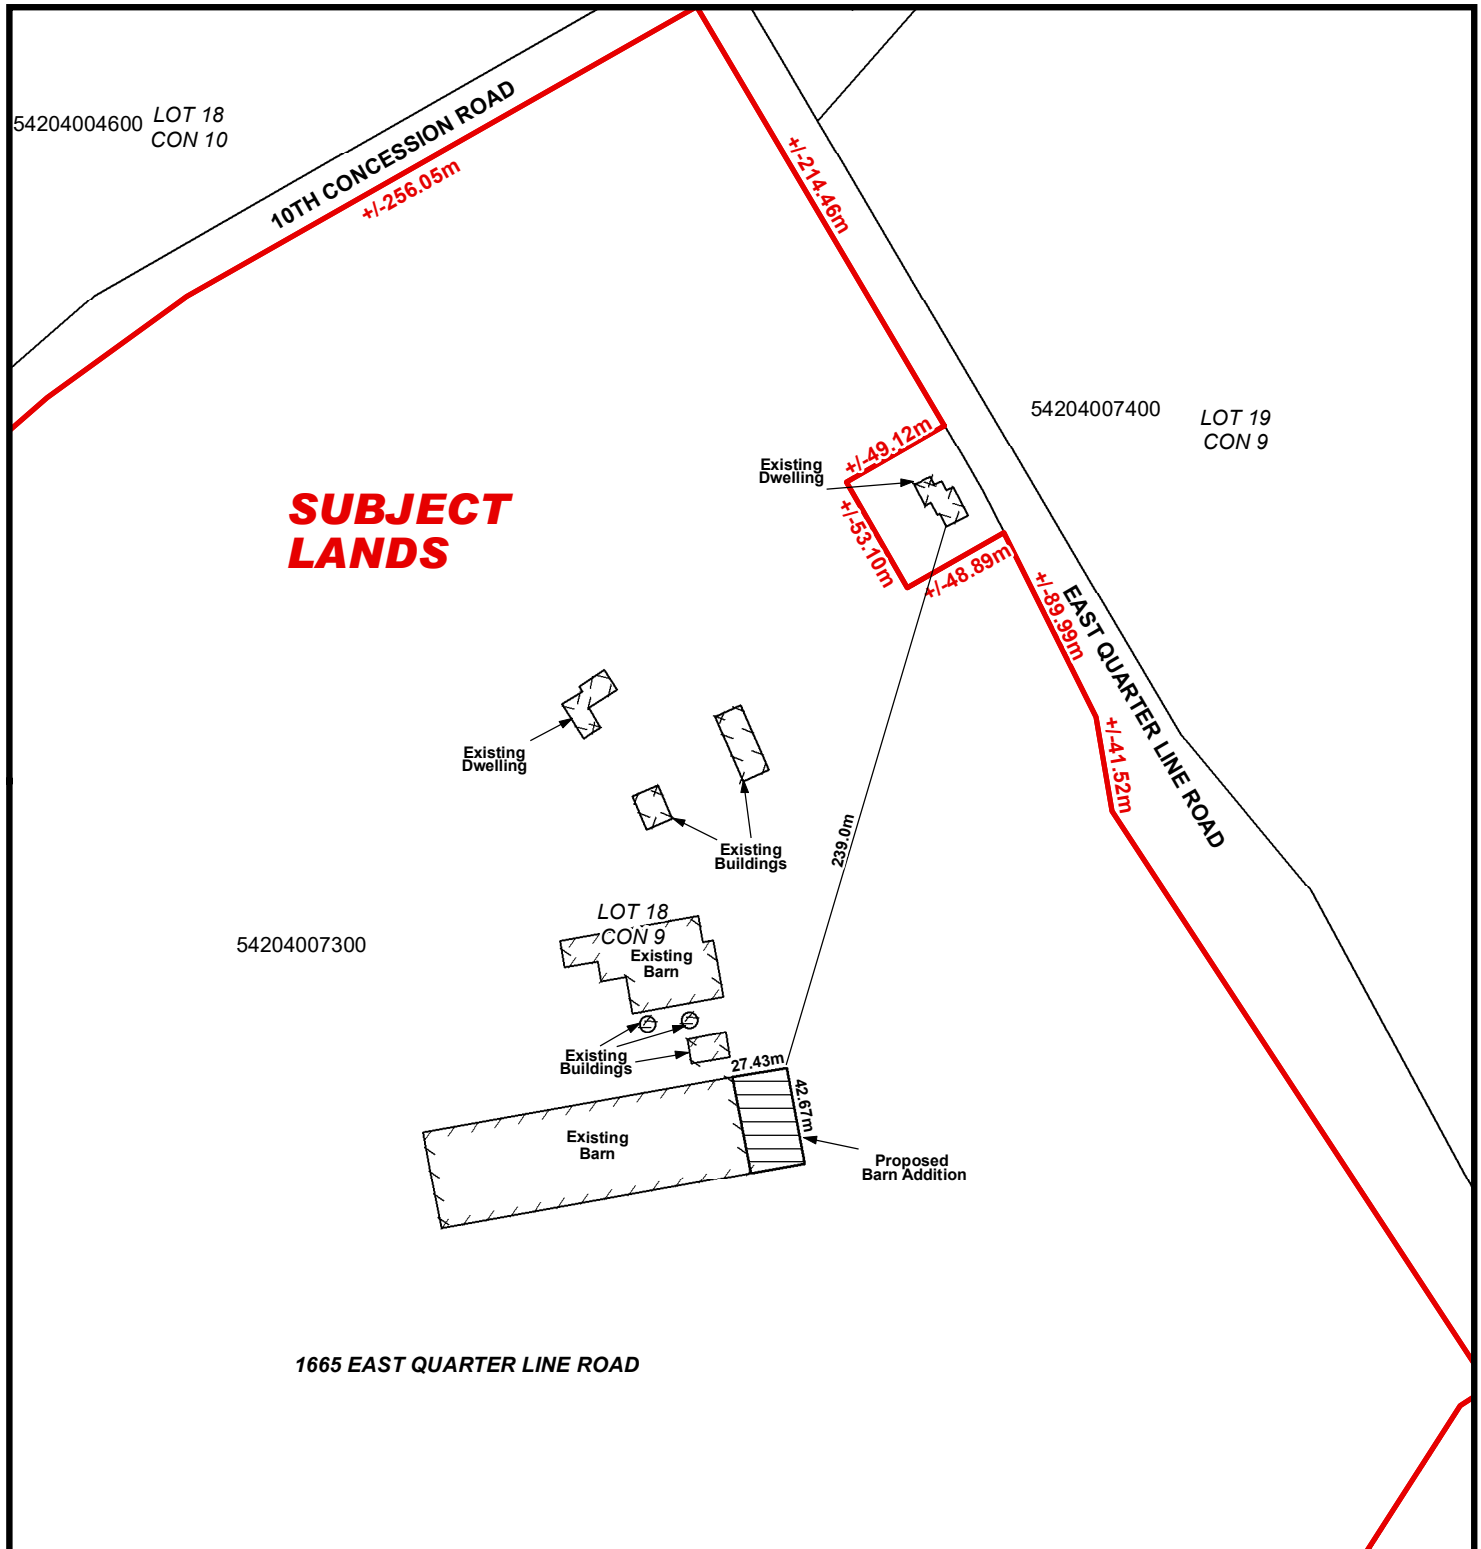 54204004600
LOT 18
CON 10
10TH CONCESSION ROAD
+/-256.05m
+/-214.46m
54204007400
LOT 19
CON 9
+/-49.12m
Existing
Dwelling
SUBJECT
LANDS
+/-53.10m
+/-48.89m
+/-89.99m
EAST QUARTER LINE ROAD
+/-41.52m
Existing
Dwelling
Existing
Buildings
239.0m
LOT 18
CON 9
54204007300
Existing
Barn
Existing
Buildings
27.43m
42.67m
Existing
Barn
Proposed
Barn Addition
1665 EAST QUARTER LINE ROAD